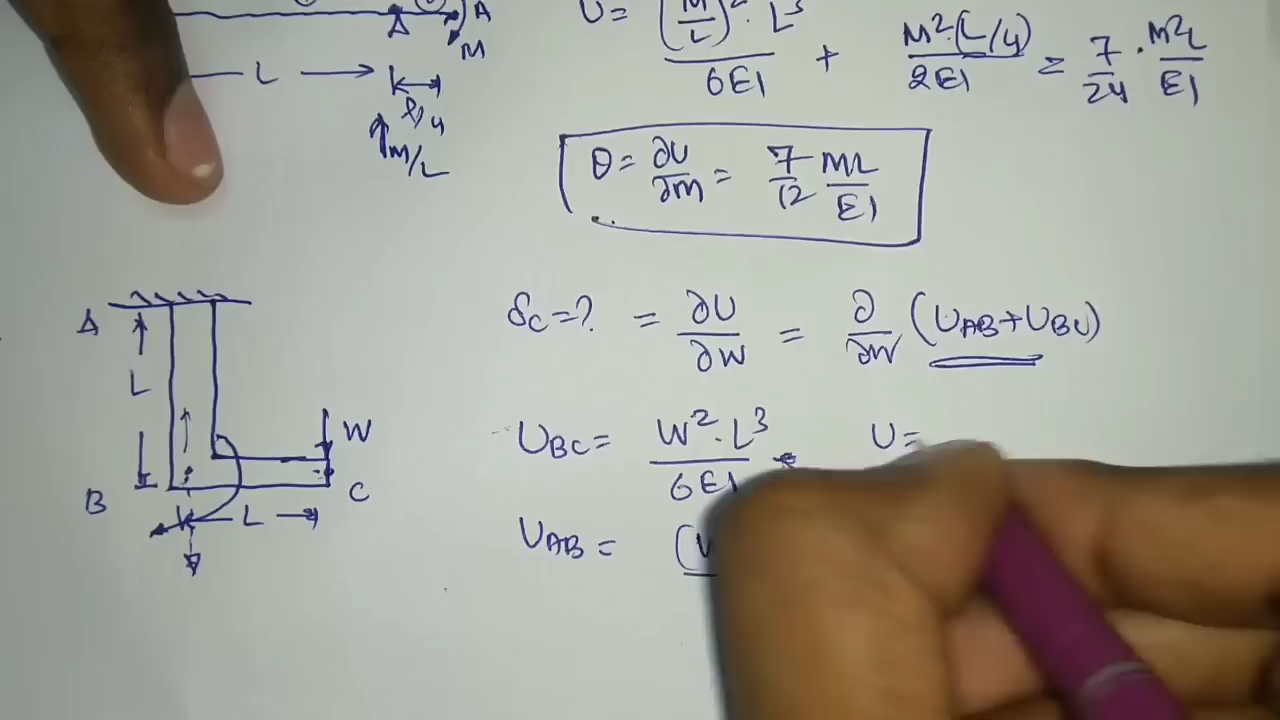 A
Δ
M
L
L/4
M/L
U = (M/L)² · L³ / 6EI + M² · (L/4) / 2EI = 7/24 · M²L / EI
θ = ∂U/∂M = 7/12 ML/EI
A
L
B
W
C
L
δc = ? = ∂U/∂W = ∂/∂W (UAB + UBC)
UBC = W² · L³ / 6EI
U =
UAB = (